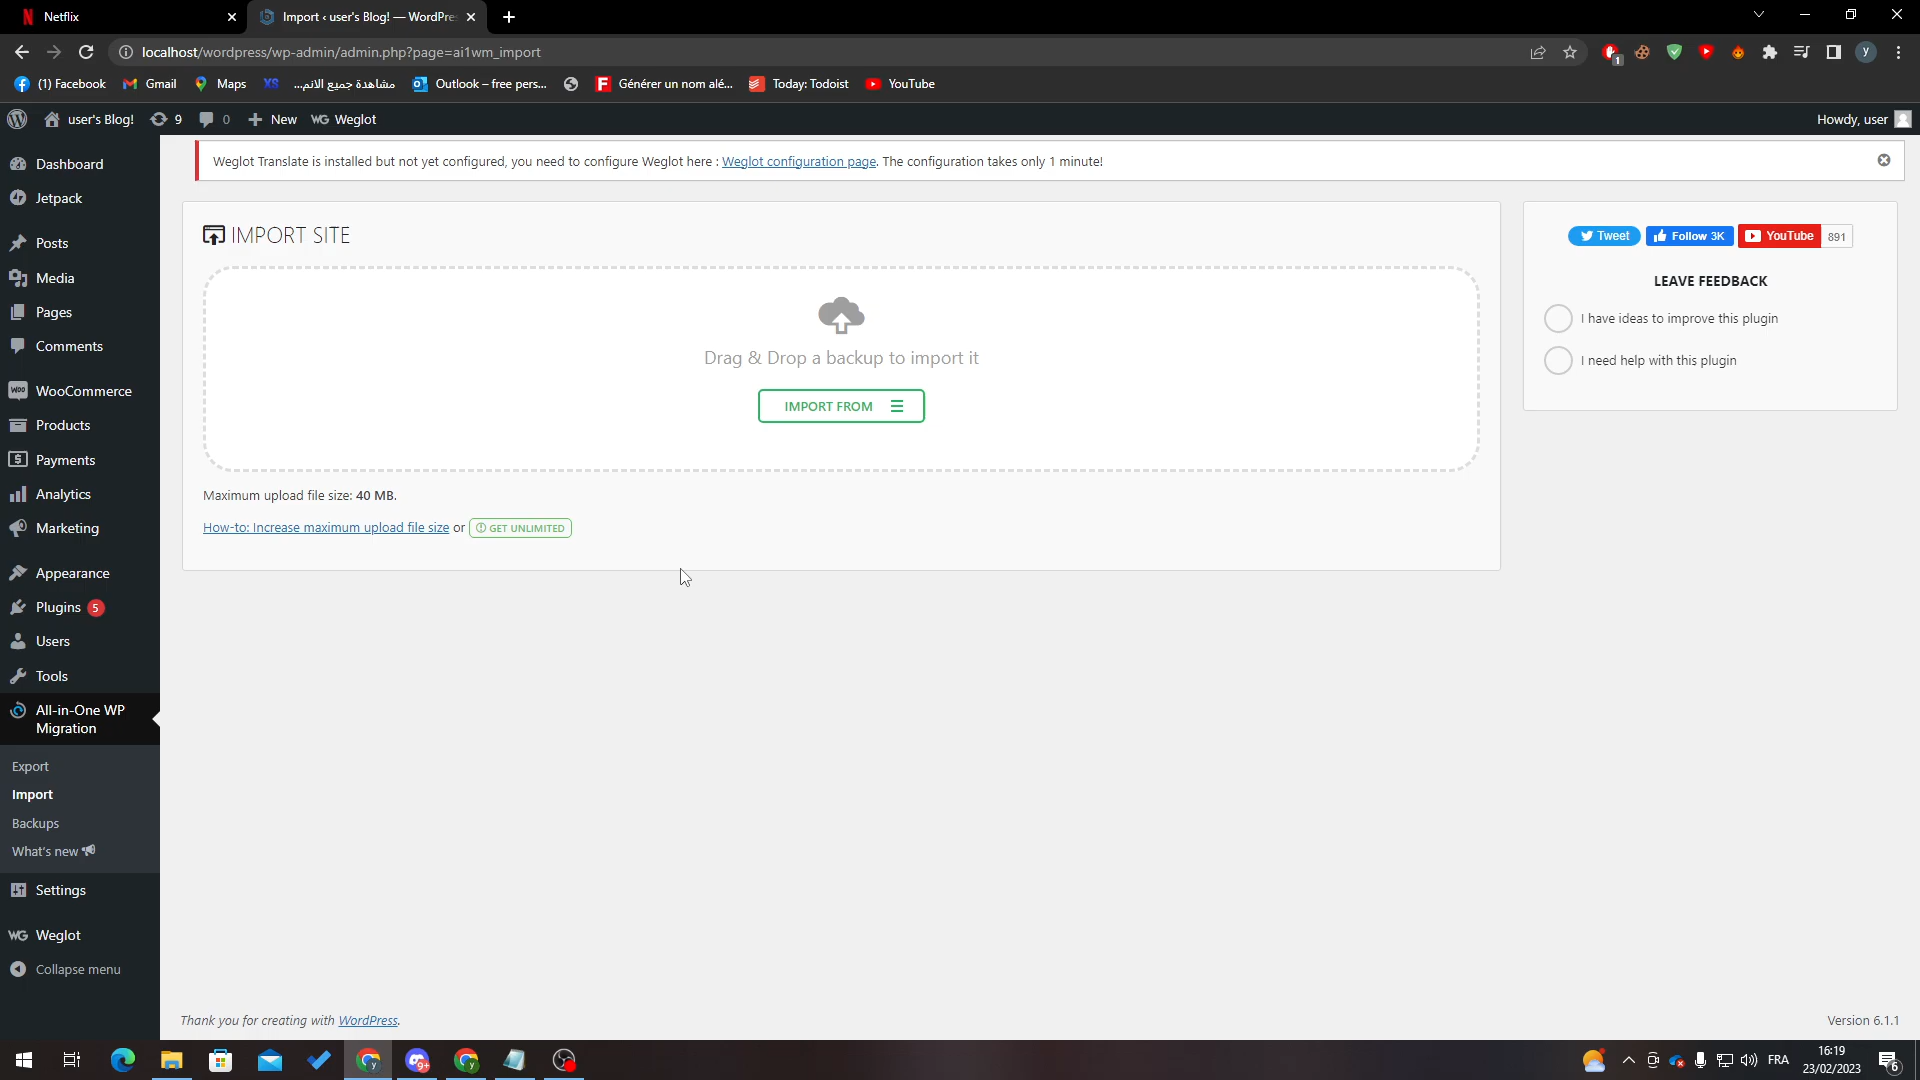 Netflix
Import ‹ user's Blog! — WordPre
localhost/wordpress/wp-admin/admin.php?page=ai1wm_import
1
y
(1) Facebook
Gmail
Maps
XS
مشاهدة جميع الانم...
Outlook – free pers...
Générer un nom alé...
Today: Todoist
YouTube
user's Blog!
9
0
New
WG Weglot
Howdy, user
Weglot Translate is installed but not yet configured, you need to configure Weglot here : Weglot configuration page. The configuration takes only 1 minute!
Dashboard
Jetpack
Posts
Media
Pages
Comments
WooCommerce
Products
Payments
Analytics
Marketing
Appearance
Plugins 5
Users
Tools
All-in-One WP
Migration
Export
Import
Backups
What's new
Settings
WG Weglot
Collapse menu
IMPORT SITE
Drag & Drop a backup to import it
IMPORT FROM
Maximum upload file size: 40 MB.
How-to: Increase maximum upload file size or GET UNLIMITED
Tweet
Follow 3K
YouTube 891
LEAVE FEEDBACK
I have ideas to improve this plugin
I need help with this plugin
Thank you for creating with WordPress.
Version 6.1.1
9+
FRA
16:19
23/02/2023
6